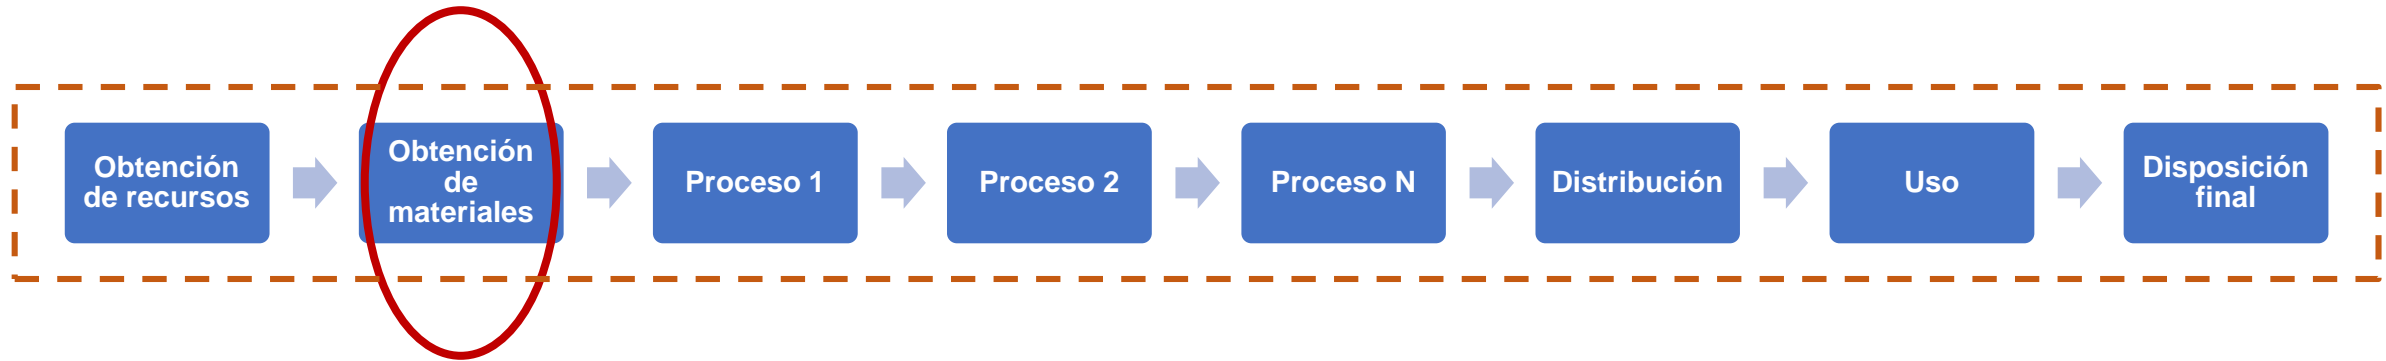 Obtención
de recursos
Obtención
de
materiales
Proceso 1
Proceso 2
Proceso N
Distribución
Uso
Disposición
final